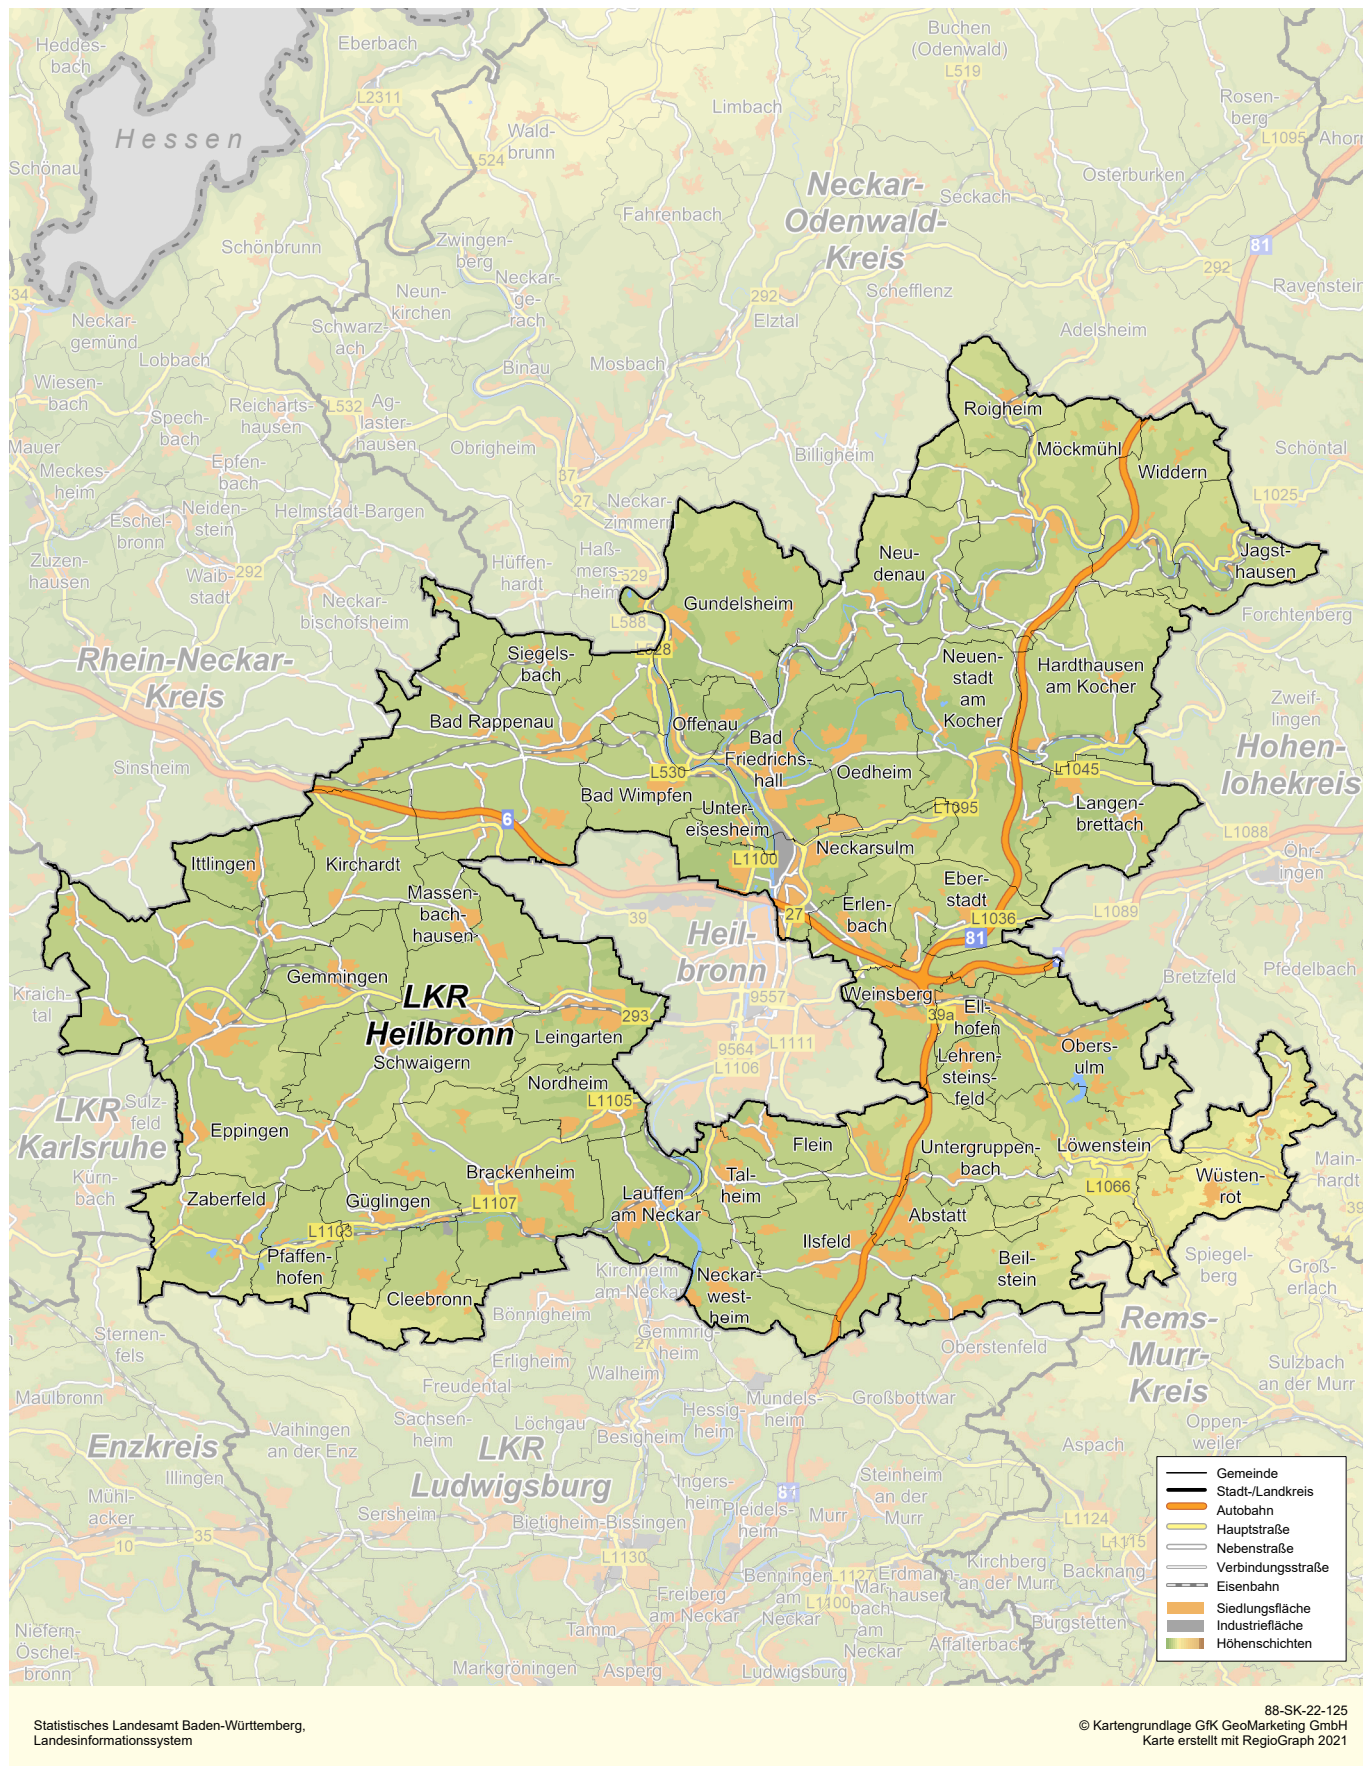 Heddes-
bach
Eberbach
Buchen
(Odenwald)
L519
L2311
Limbach
Rosen-
berg
Hessen
Wald-
brunn
L524
L1095
Ahorn
Schönau
Neckar-
Odenwald-
Kreis
Osterburken
Seckach
Fahrenbach
Schönbrunn
Zwingen-
berg
81
292
Neckar-
ge-
rach
Neun-
kirchen
Schefflenz
Ravenstein
292
Elztal
Neckar-
gemünd
Schwarz-
ach
Adelsheim
Lobbach
Mosbach
Binau
Wiesen-
bach
Reicharts-
hausen
L532
Ag-
laster-
hausen
Roigheim
Spech-
bach
Mauer
Obrigheim
Möckmühl
Schöntal
Meckes-
heim
Epfen-
bach
Billigheim
Widdern
37
27
L1025
Neiden-
stein
Helmstadt-Bargen
Neckar-
zimmern
Eschel-
bronn
Zuzen-
hausen
Waib-
stadt
292
Hüffen-
hardt
Haß-
mers-
heim
L529
Neu-
denau
Jagst-
hausen
Neckar-
bischofsheim
L588
Gundelsheim
Forchtenberg
Rhein-Neckar-
Kreis
Siegels-
bach
L528
Neuen-
stadt
am
Kocher
Hardthausen
am Kocher
Zweif-
lingen
Bad Rappenau
Offenau
Bad
Friedrichs-
hall
Hohen-
lohekreis
Sinsheim
L530
Oedheim
L1045
Bad Wimpfen
Unter-
eisesheim
L1095
Langen-
brettach
6
L1088
Ittlingen
Kirchardt
L1100
Neckarsulm
Öhr-
ingen
Massen-
bach-
hausen
Eber-
stadt
Erlen-
bach
L1036
L1089
39
27
81
Heil-
bronn
Gemmingen
Bretzfeld
Pfedelbach
Kraich-
tal
LKR
Heilbronn
9557
Weinsberg
39a
Ell-
hofen
293
Leingarten
L1111
9564
L1106
Obers-
ulm
Schwaigern
Lehren-
steins-
feld
Nordheim
L1105
LKR
Karlsruhe
Sulz-
feld
Eppingen
Flein
Untergruppen-
bach
Löwenstein
Kürn-
bach
Brackenheim
Tal-
heim
Wüsten-
rot
Main-
hardt
L1066
Zaberfeld
Güglingen
L1107
Lauffen
am Neckar
39
L1103
Abstatt
Ilsfeld
Pfaffen-
hofen
Beil-
stein
Spiegel-
berg
Groß-
erlach
Kirchheim
am Neckar
Neckar-
west-
heim
Cleebronn
Bönnigheim
Rems-
Murr-
Kreis
Sternen-
fels
Gemmrig-
heim
27
Oberstenfeld
Erligheim
Walheim
Sulzbach
an der Murr
Maulbronn
Freudental
Mundels-
heim
Großbottwar
Sachsen-
heim
Löchgau
Hessig-
heim
Vaihingen
an der Enz
Besigheim
Oppen-
weiler
Enzkreis
LKR
Ludwigsburg
Aspach
Illingen
Ingers-
heim
81
Steinheim
an der
Murr
Mühl-
acker
Sersheim
Bietigheim-Bissingen
Pleidels-
heim
Murr
L1124
35
10
L1130
L1115
Kirchberg
an der Murr
Backnang
Benningen
am
Neckar
L1127
Erdmann-
hausen
Mar-
bach
am
Neckar
L1100
Freiberg
am Neckar
Burgstetten
Niefern-
Öschel-
bronn
Tamm
Affalterbach
Markgröningen
Asperg
Ludwigsburg
Gemeinde
Stadt-/Landkreis
Autobahn
Hauptstraße
Nebenstraße
Verbindungsstraße
Eisenbahn
Siedlungsfläche
Industriefläche
Höhenschichten
88-SK-22-125
Statistisches Landesamt Baden-Württemberg,
Landesinformationssystem
© Kartengrundlage GfK GeoMarketing GmbH
Karte erstellt mit RegioGraph 2021